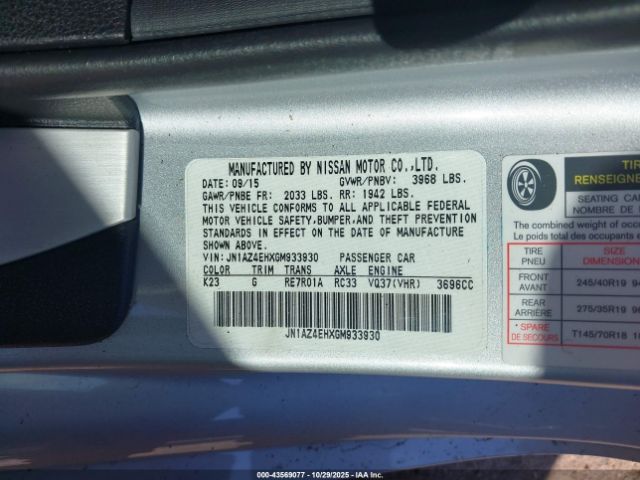 MANUFACTURED BY NISSAN MOTOR CO.,LTD.
DATE: 09/15 GVWR/PNBV: 3968 LBS.
GAWR/PNBE FR: 2033 LBS. RR: 1942 LBS.
THIS VEHICLE CONFORMS TO ALL APPLICABLE FEDERAL
MOTOR VEHICLE SAFETY, BUMPER, AND THEFT PREVENTION
STANDARDS IN EFFECT ON THE DATE OF MANUFACTURE
SHOWN ABOVE.
VIN: JN1AZ4EHXGM933930 PASSENGER CAR
COLOR TRIM TRANS AXLE ENGINE
K23 G RE7R01A RC33 VQ37(VHR) 3696CC
JN1AZ4EHXGM933930
RENSEIGNE
SEATING CA
NOMBRE DE
The combined weight of
Le poids total des occupants
TIRE SIZE
PNEU DIMENSION
FRONT
AVANT 245/40R19
REAR
ARRIÈRE 275/35R19
*SPARE
DE SECOURS T145/70R18
© 10500 - 43569077 - 10/29/2025 - IAA Inc.